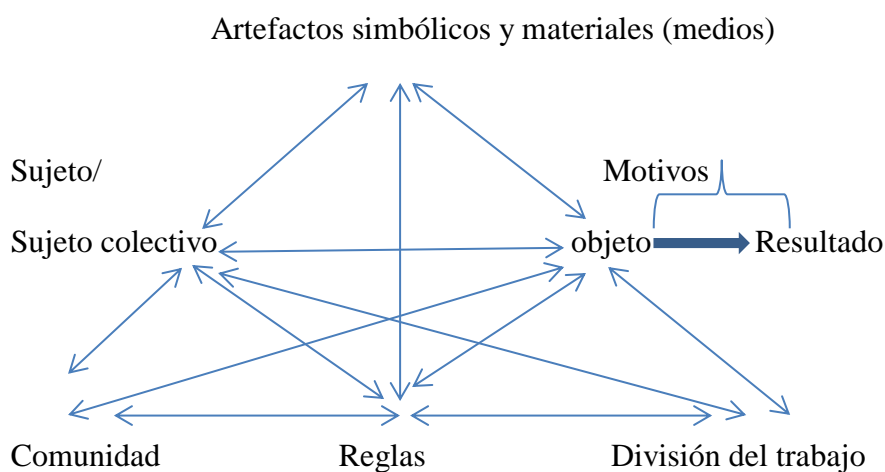 Artefactos simbólicos y materiales (medios)
Sujeto/ Motivos
Sujeto colectivo objeto Resultado
Comunidad Reglas División del trabajo